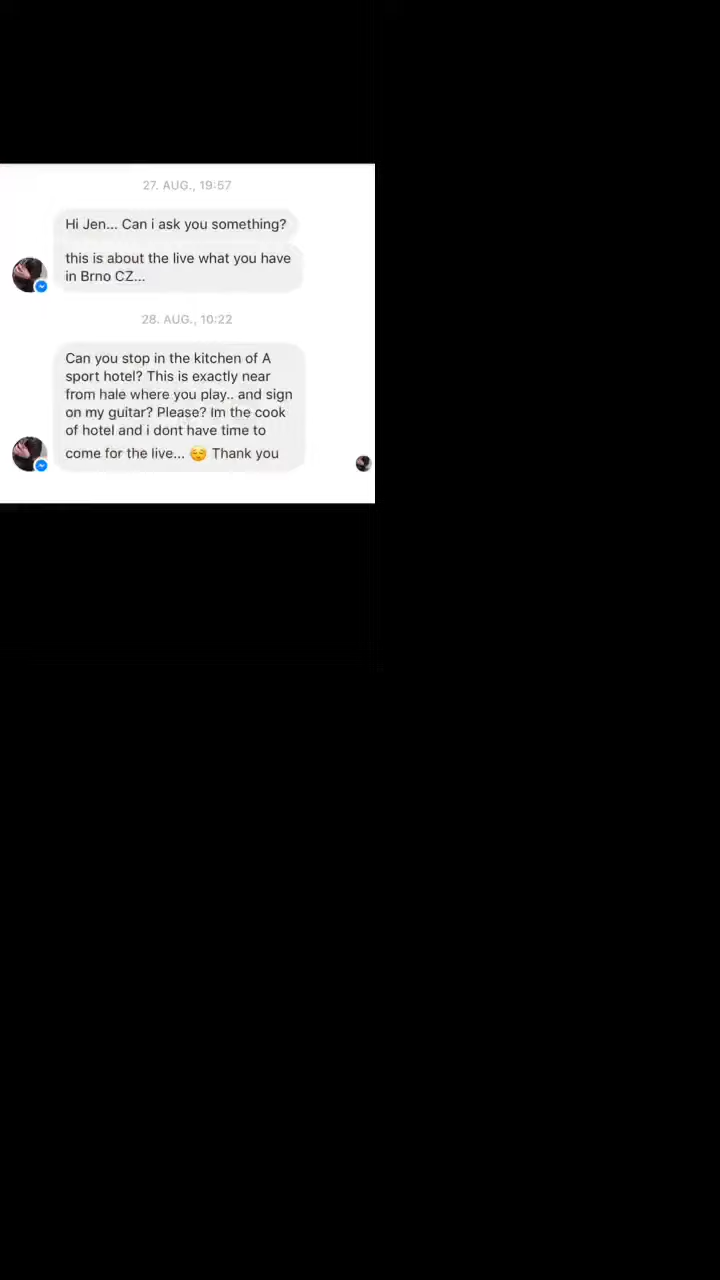 27. AUG., 19:57
Hi Jen... Can i ask you something?
this is about the live what you have
in Brno CZ...
28. AUG., 10:22
Can you stop in the kitchen of A
sport hotel? This is exactly near
from hale where you play.. and sign
on my guitar? Please? Im the cook
of hotel and i dont have time to
come for the live... 😌 Thank you